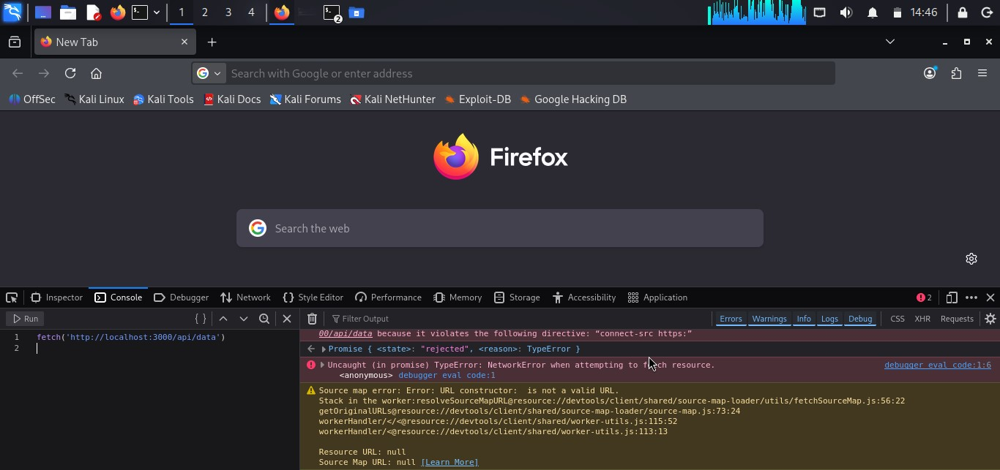 1 2 3 4 2 14:46
New Tab
Search with Google or enter address
OffSec Kali Linux Kali Tools Kali Docs Kali Forums Kali NetHunter Exploit-DB Google Hacking DB
Firefox
Search the web
Inspector Console Debugger Network Style Editor Performance Memory Storage Accessibility Application 2
Run Filter Output Errors Warnings Info Logs Debug CSS XHR Requests
1 fetch('http://localhost:3000/api/data')
2
00/api/data because it violates the following directive: “connect-src https:”
Promise { <state>: "rejected", <reason>: TypeError }
Uncaught (in promise) TypeError: NetworkError when attempting to fetch resource. debugger eval code:1:6
<anonymous> debugger eval code:1
Source map error: Error: URL constructor:  is not a valid URL.
Stack in the worker:resolveSourceMapURL@resource://devtools/client/shared/source-map-loader/utils/fetchSourceMap.js:56:22
getOriginalURLs@resource://devtools/client/shared/source-map-loader/source-map.js:73:24
workerHandler/</<@resource://devtools/client/shared/worker-utils.js:115:52
workerHandler/<@resource://devtools/client/shared/worker-utils.js:113:13
Resource URL: null
Source Map URL: null [Learn More]